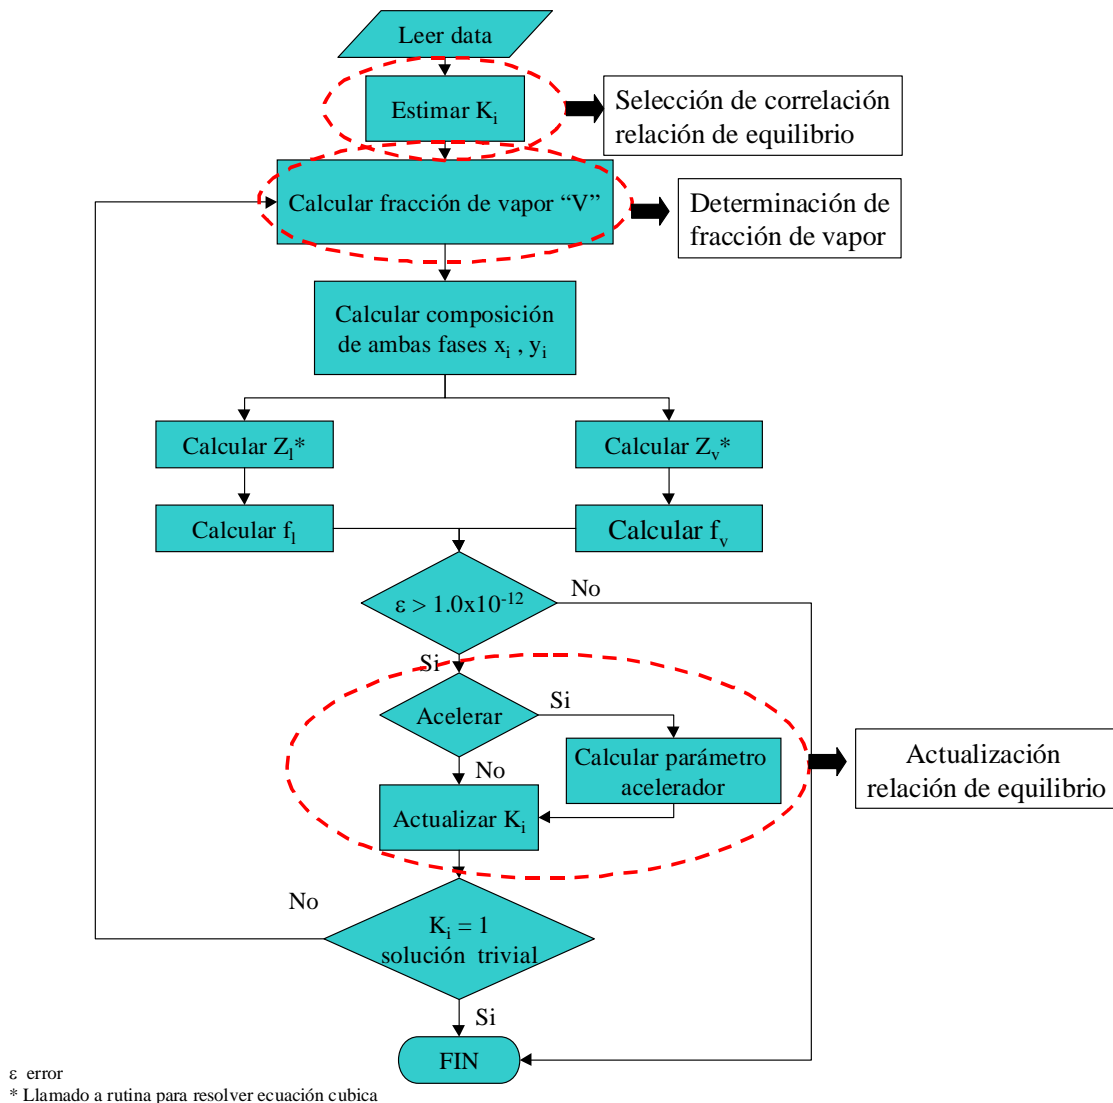 Leer data
Estimar Ki
Selección de correlación
relación de equilibrio
Calcular fracción de vapor “V”
Determinación de
fracción de vapor
Calcular composición
de ambas fases xi , yi
Calcular Zl*
Calcular Zv*
Calcular fl
Calcular fv
ε > 1.0x10-12
No
Si
Acelerar
Si
No
Calcular parámetro
acelerador
Actualización
relación de equilibrio
Actualizar Ki
No
Ki = 1
solución trivial
Si
FIN
ε error
* Llamado a rutina para resolver ecuación cubica